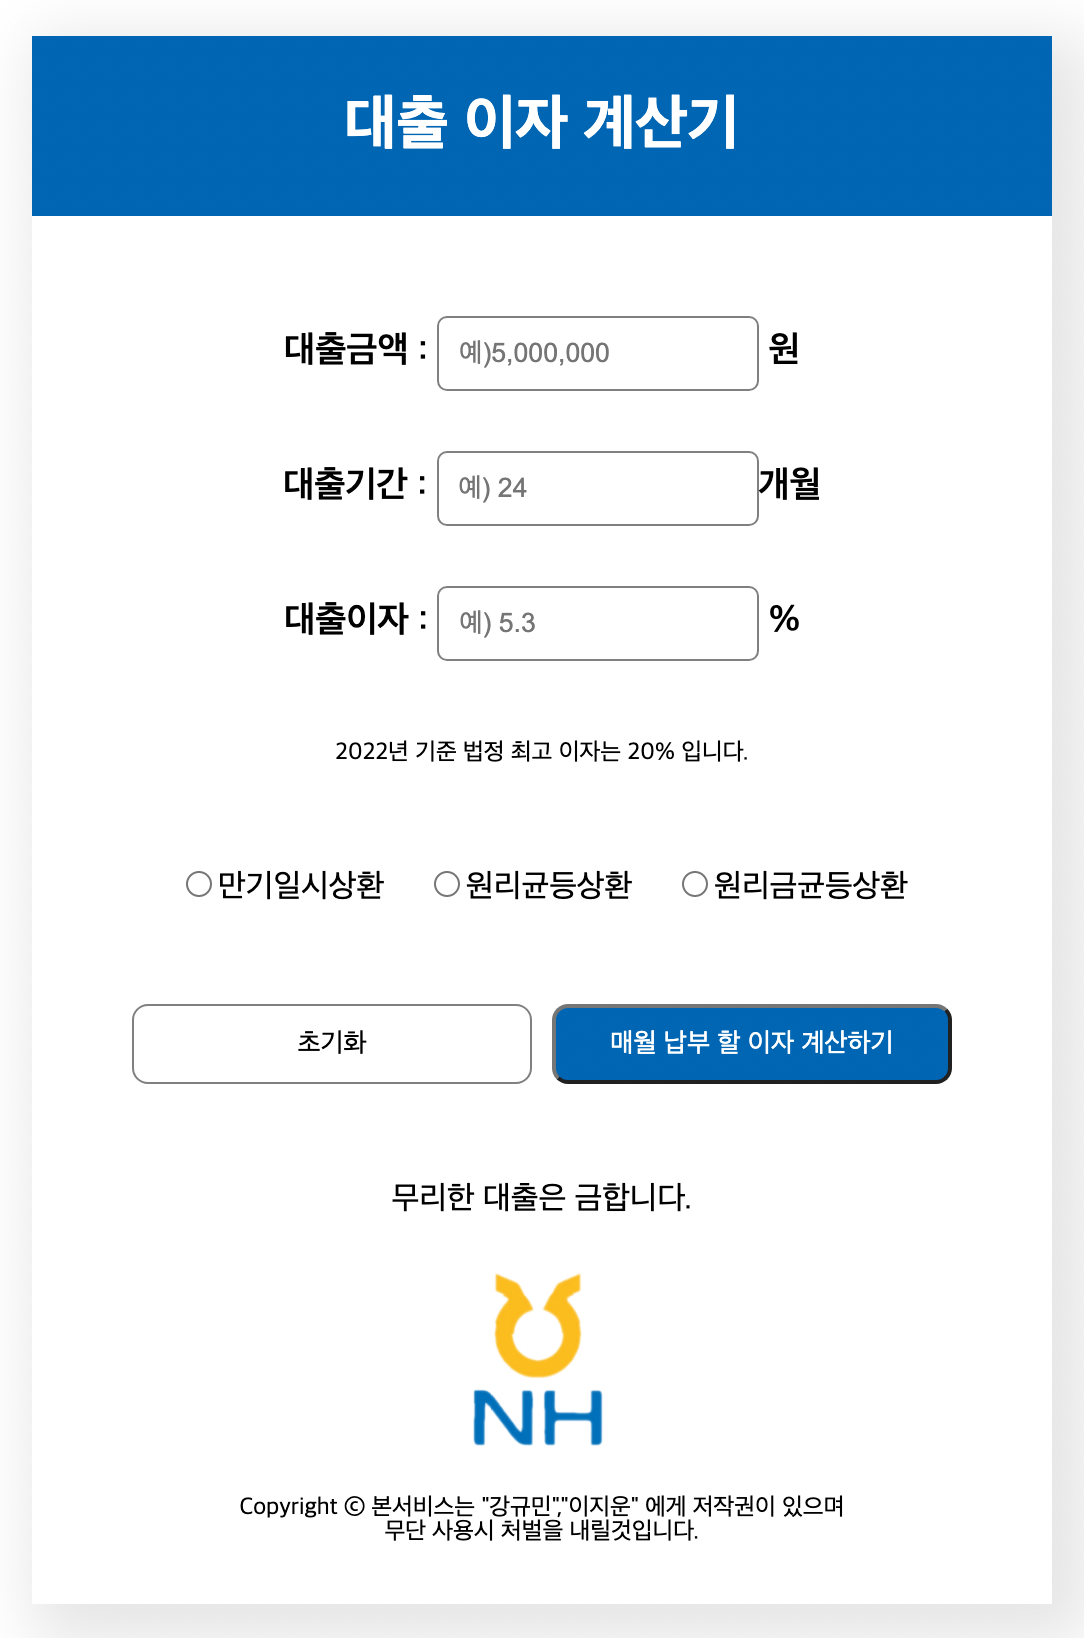 대출 이자 계산기
대출금액 : 예)5,000,000 원
대출기간 : 예) 24 개월
대출이자 : 예) 5.3 %
2022년 기준 법정 최고 이자는 20% 입니다.
만기일시상환 원리균등상환 원리금균등상환
초기화 매월 납부 할 이자 계산하기
무리한 대출은 금합니다.
NH
Copyright ⓒ 본서비스는 "강규민","이지운" 에게 저작권이 있으며
무단 사용시 처벌을 내릴것입니다.